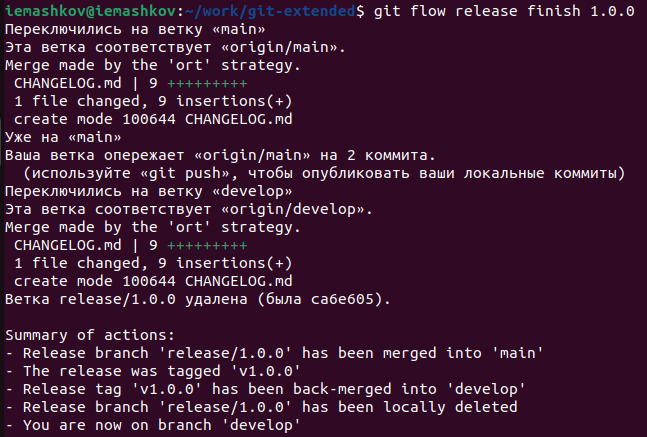 iemashkov@iemashkov:~/work/git-extended$ git flow release finish 1.0.0
Переключились на ветку «main»
Эта ветка соответствует «origin/main».
Merge made by the 'ort' strategy.
CHANGELOG.md | 9 +++++++++
1 file changed, 9 insertions(+)
create mode 100644 CHANGELOG.md
Уже на «main»
Ваша ветка опережает «origin/main» на 2 коммита.
(используйте «git push», чтобы опубликовать ваши локальные коммиты)
Переключились на ветку «develop»
Эта ветка соответствует «origin/develop».
Merge made by the 'ort' strategy.
CHANGELOG.md | 9 +++++++++
1 file changed, 9 insertions(+)
create mode 100644 CHANGELOG.md
Ветка release/1.0.0 удалена (была ca6e605).
Summary of actions:
- Release branch 'release/1.0.0' has been merged into 'main'
- The release was tagged 'v1.0.0'
- Release tag 'v1.0.0' has been back-merged into 'develop'
- Release branch 'release/1.0.0' has been locally deleted
- You are now on branch 'develop'